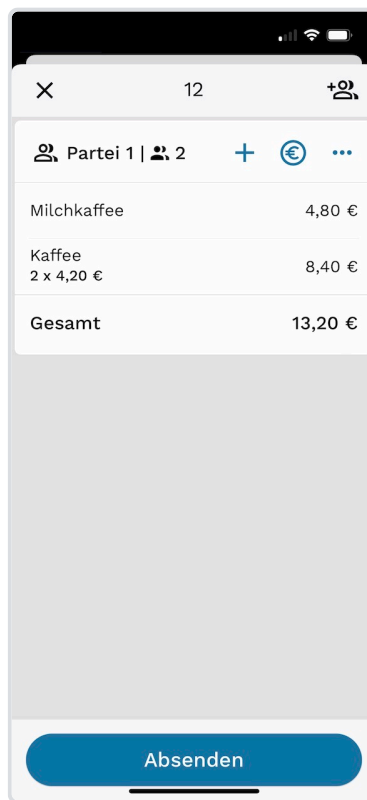 12
Partei 1 | 2
Milchkaffee 4,80 €
Kaffee 8,40 €
2 x 4,20 €
Gesamt 13,20 €
Absenden